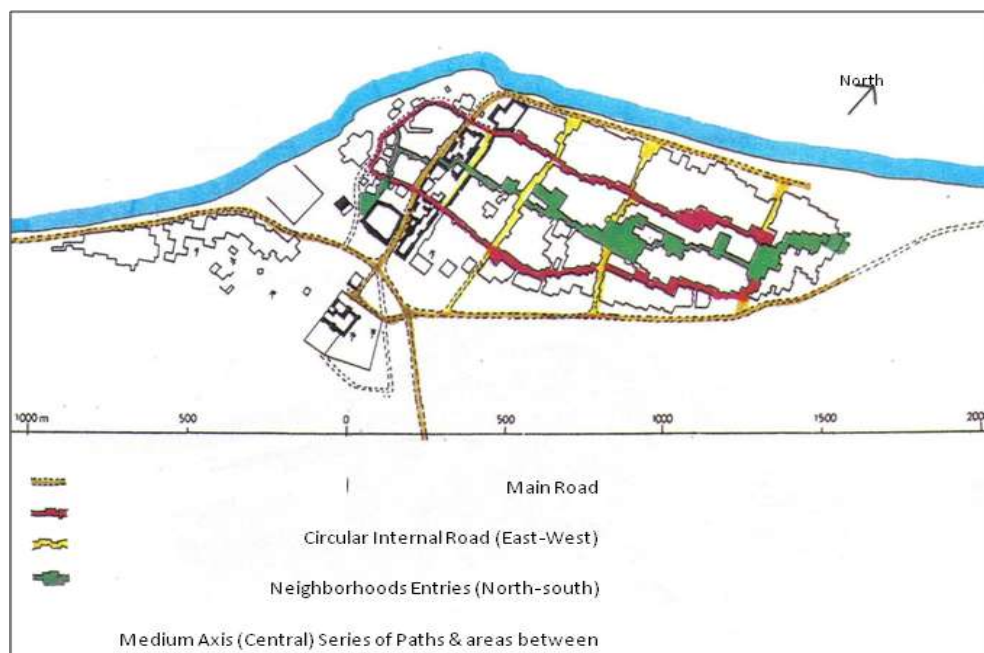 North
1000 m 500 0 500 1000 1500 2000
Main Road
Circular Internal Road (East-West)
Neighborhoods Entries (North-south)
Medium Axis (Central) Series of Paths & areas between